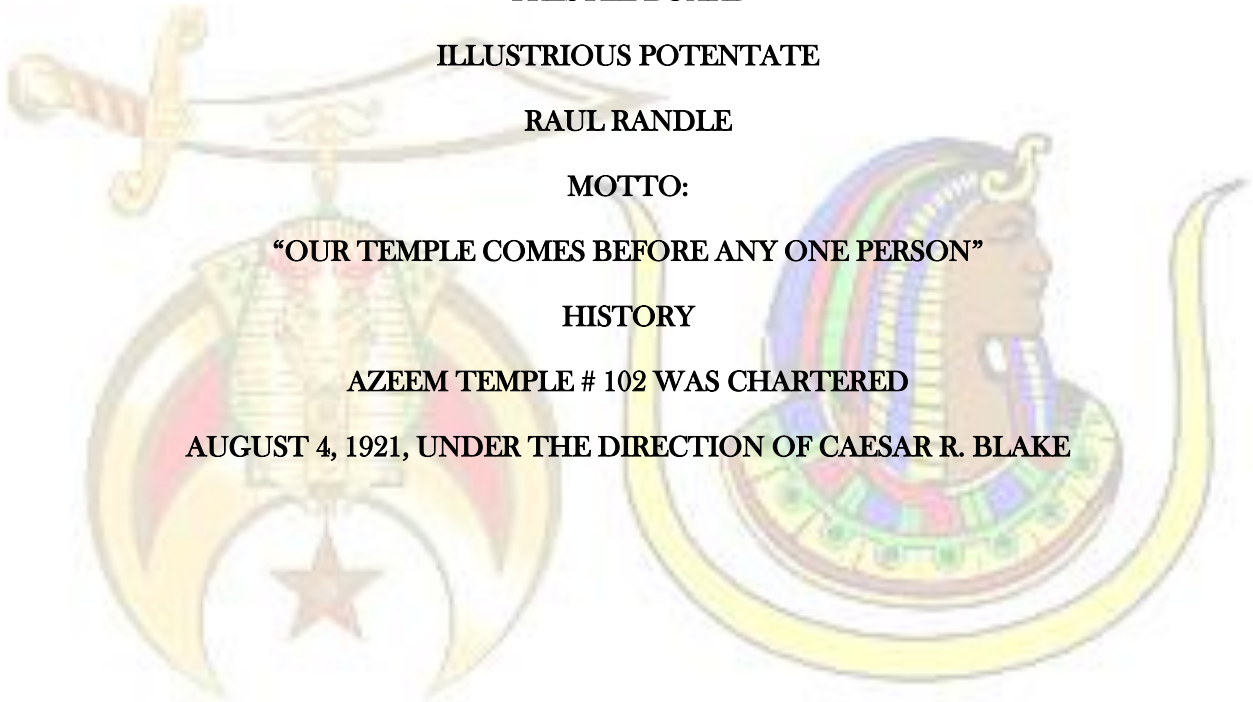 ILLUSTRIOUS POTENTATE
RAUL RANDLE
MOTTO:
“OUR TEMPLE COMES BEFORE ANY ONE PERSON”
HISTORY
AZEEM TEMPLE # 102 WAS CHARTERED
AUGUST 4, 1921, UNDER THE DIRECTION OF CAESAR R. BLAKE